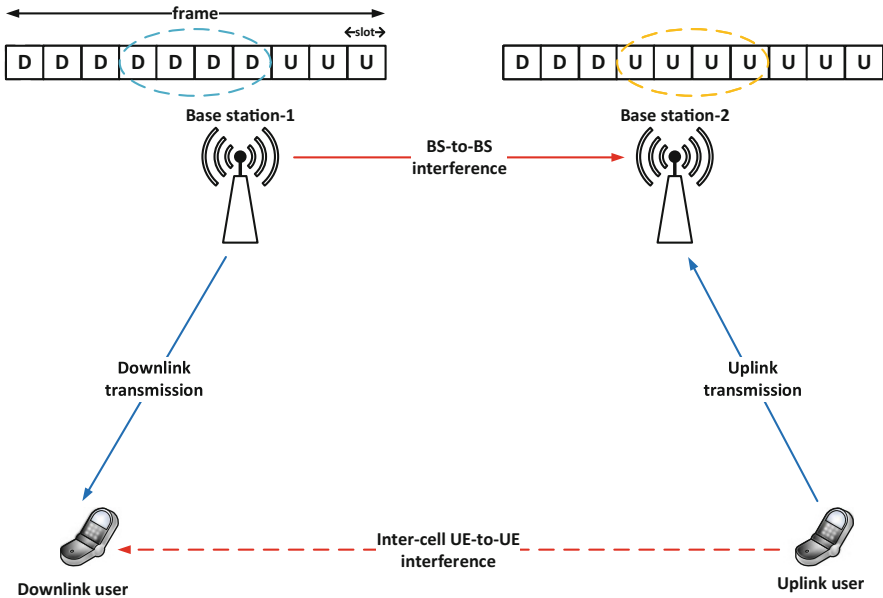 frame
slot
D D D D D D D U U U
D D D U U U U U U U
Base station-1
Base station-2
BS-to-BS
interference
Downlink
transmission
Uplink
transmission
Inter-cell UE-to-UE
interference
Downlink user
Uplink user